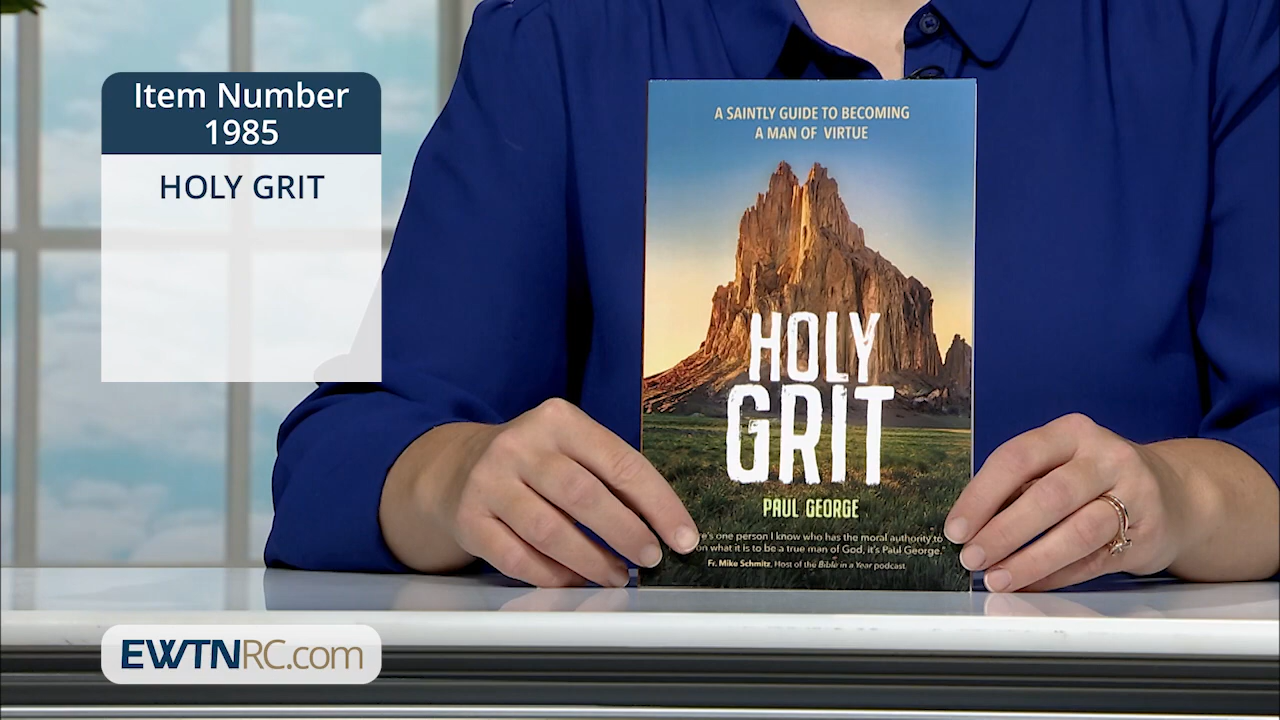 Item Number
1985
HOLY GRIT
A SAINTLY GUIDE TO BECOMING
A MAN OF VIRTUE
HOLY
GRIT
PAUL GEORGE
one person I know who has the moral authority to
on what it is to be a true man of God, it's Paul George."
Fr. Mike Schmitz, Host of the Bible in a Year podcast.
EWTNRC.com